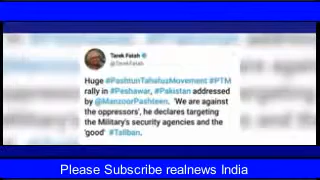 Tarek Fatah
@TarekFatah
Huge #PashtunTahafuzMovement #PTM
rally in #Peshawar, #Pakistan addressed
by @ManzoorPashteen. 'We are against
the oppressors', he declares targeting
the Military's security agencies and the
'good' #Taliban.
Please Subscribe realnews India